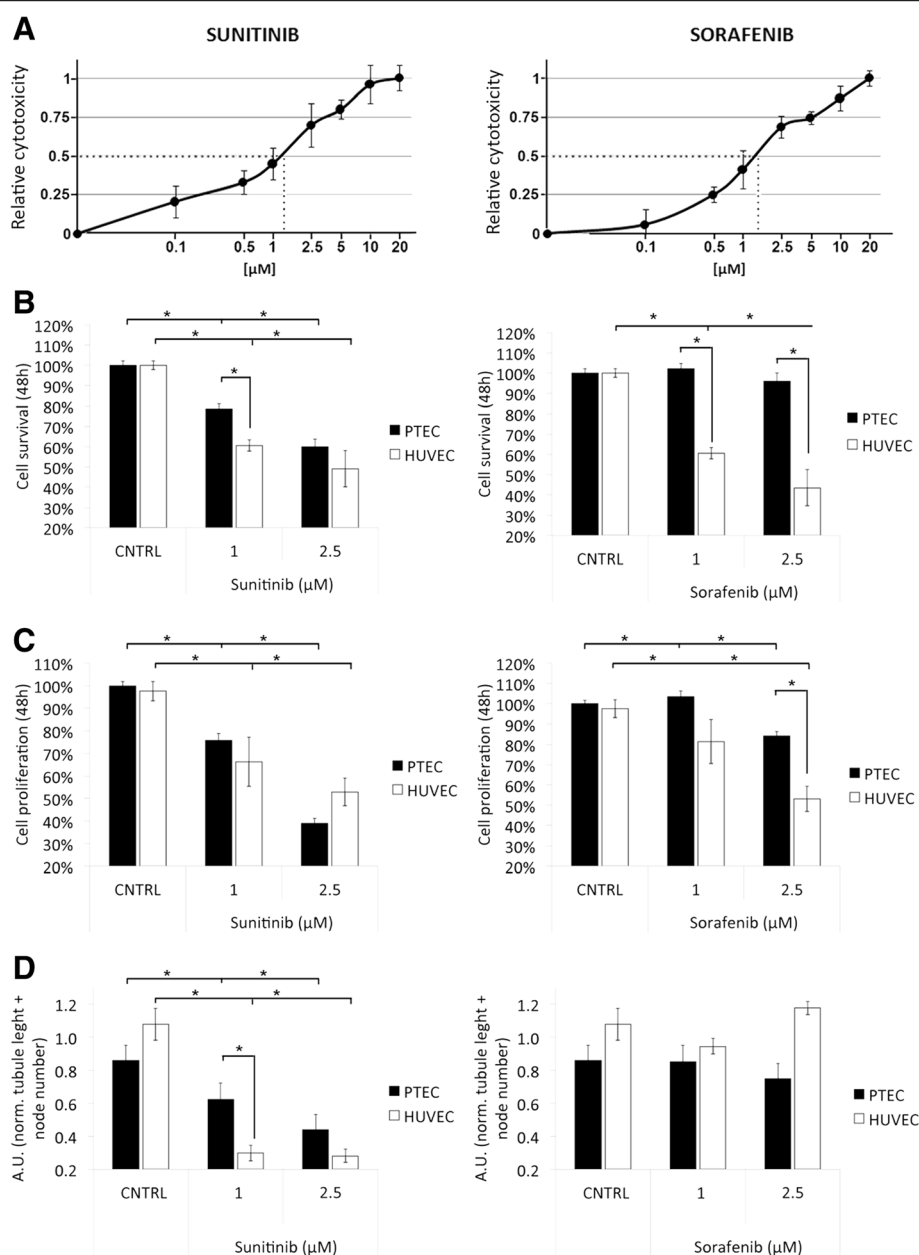 A
SUNITINIB
SORAFENIB
Relative cytotoxicity
1
0.75
0.5
0.25
0
0.1 0.5 1 2.5 5 10 20
[µM]
Relative cytotoxicity
1
0.75
0.5
0.25
0
0.1 0.5 1 2.5 5 10 20
[µM]
B
Cell survival (48h)
120%
110%
100%
90%
80%
70%
60%
50%
40%
30%
20%
* *
* *
*
CNTRL 1 2.5
Sunitinib (µM)
PTEC
HUVEC
Cell survival (48h)
120%
110%
100%
90%
80%
70%
60%
50%
40%
30%
20%
* *
* *
CNTRL 1 2.5
Sorafenib (µM)
PTEC
HUVEC
C
Cell proliferation (48h)
110%
100%
90%
80%
70%
60%
50%
40%
30%
20%
* *
* *
CNTRL 1 2.5
Sunitinib (µM)
PTEC
HUVEC
Cell proliferation (48h)
120%
110%
100%
90%
80%
70%
60%
50%
40%
30%
20%
* *
* *
*
CNTRL 1 2.5
Sorafenib (µM)
PTEC
HUVEC
D
A.U. (norm. tubule leght +
node number)
1.2
1.0
0.8
0.6
0.4
0.2
* *
* *
*
CNTRL 1 2.5
Sunitinib (µM)
PTEC
HUVEC
A.U. (norm. tubule leght +
node number)
1.2
1.0
0.8
0.6
0.4
0.2
CNTRL 1 2.5
Sorafenib (µM)
PTEC
HUVEC